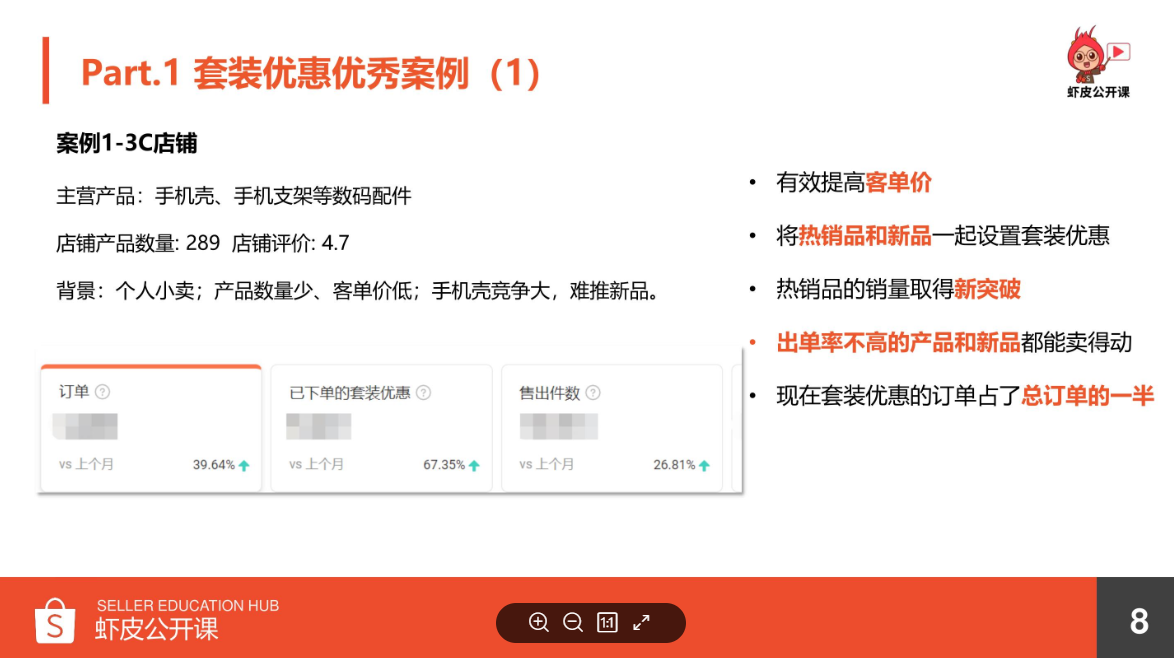 Part.1 套装优惠优秀案例（1）
虾皮公开课
案例1-3C店铺
主营产品：手机壳、手机支架等数码配件
店铺产品数量: 289 店铺评价: 4.7
背景：个人小卖；产品数量少、客单价低；手机壳竞争大，难推新品。
订单
vs 上个月 39.64%
已下单的套装优惠
vs 上个月 67.35%
售出件数
vs 上个月 26.81%
• 有效提高客单价
• 将热销品和新品一起设置套装优惠
• 热销品的销量取得新突破
• 出单率不高的产品和新品都能卖得动
• 现在套装优惠的订单占了总订单的一半
SELLER EDUCATION HUB
虾皮公开课
1:1
8